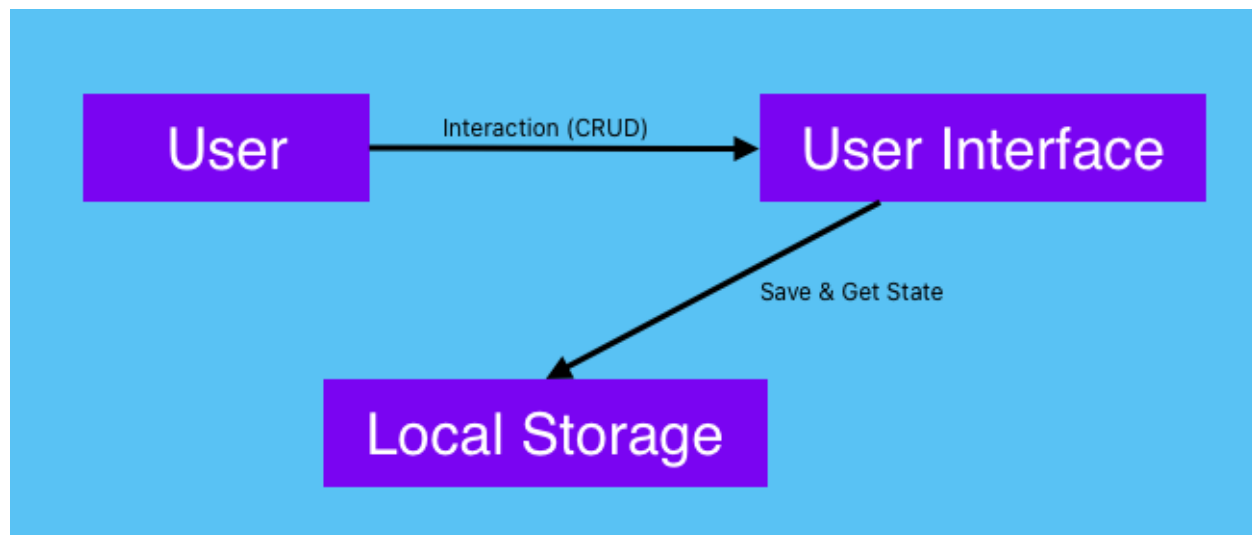 User
Interaction (CRUD)
User Interface
Save & Get State
Local Storage